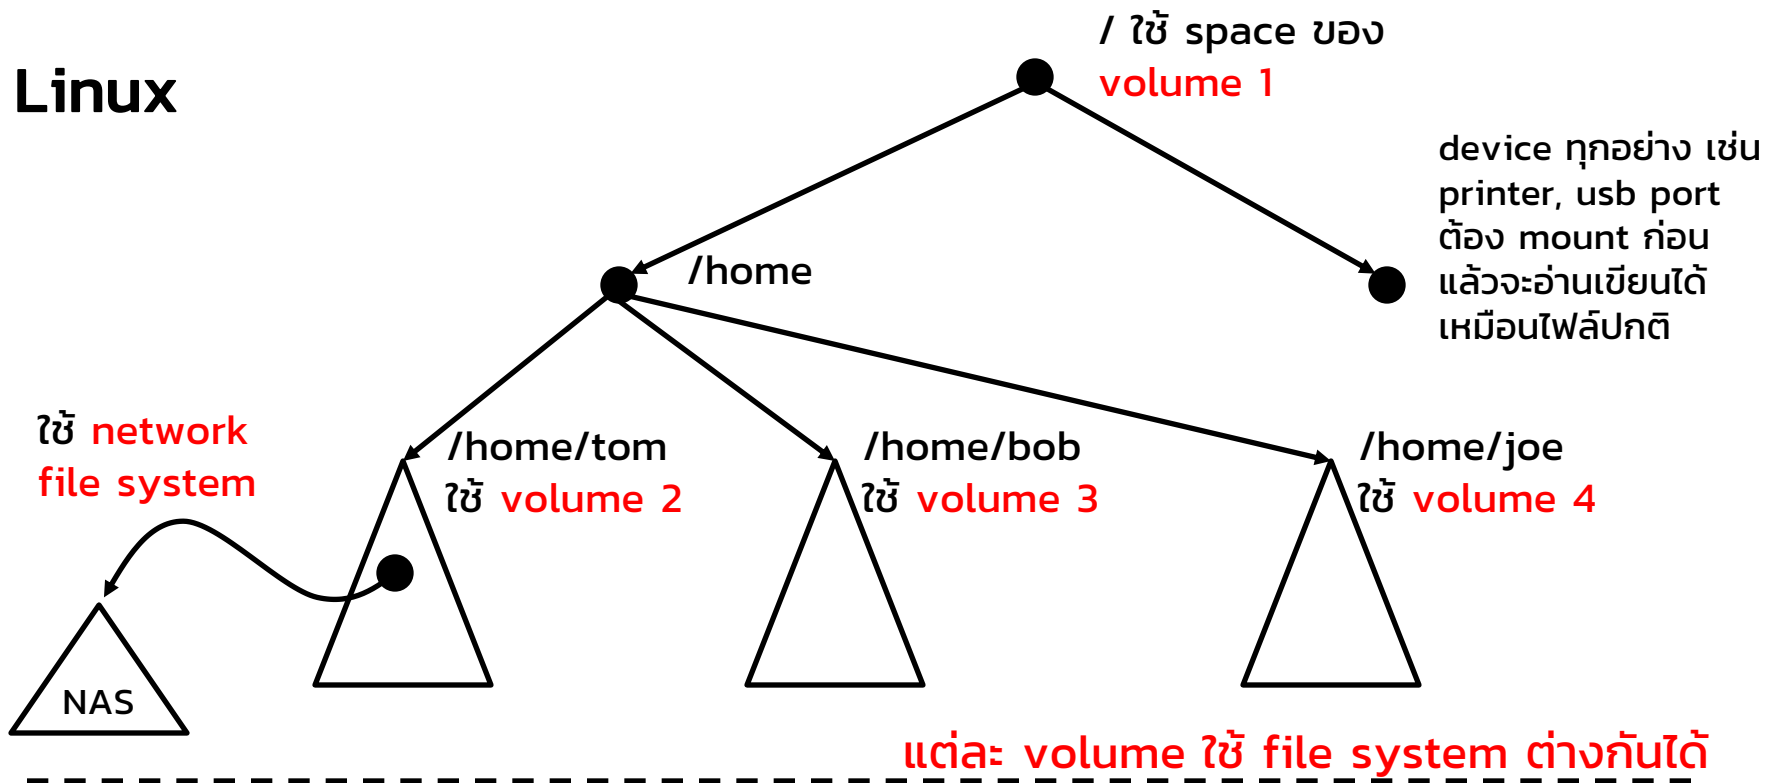 Linux
/ ใช้ space ของ
volume 1
device ทุกอย่าง เช่น
printer, usb port
ต้อง mount ก่อน
แล้วจะอ่านเขียนได้
เหมือนไฟล์ปกติ
/home
ใช้ network
file system
/home/tom
ใช้ volume 2
/home/bob
ใช้ volume 3
/home/joe
ใช้ volume 4
NAS
แต่ละ volume ใช้ file system ต่างกันได้